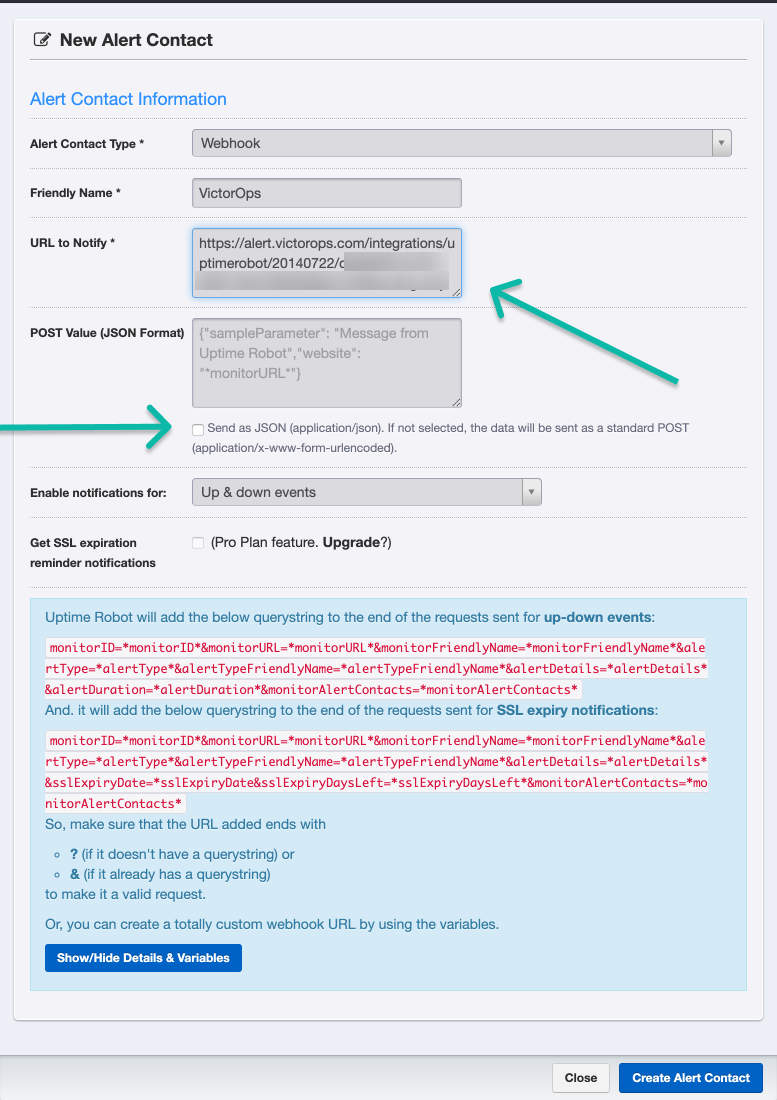 New Alert Contact
Alert Contact Information
Alert Contact Type *
Webhook
Friendly Name *
VictorOps
URL to Notify *
https://alert.victorops.com/integrations/u
ptimerobot/20140722/
POST Value (JSON Format)
{"sampleParameter": "Message from
Uptime Robot","website":
"*monitorURL*"}
Send as JSON (application/json). If not selected, the data will be sent as a standard POST
(application/x-www-form-urlencoded).
Enable notifications for:
Up & down events
Get SSL expiration
reminder notifications
(Pro Plan feature. Upgrade?)
Uptime Robot will add the below querystring to the end of the requests sent for up-down events:
monitorID=*monitorID*&monitorURL=*monitorURL*&monitorFriendlyName=*monitorFriendlyName*&ale
rtType=*alertType*&alertTypeFriendlyName=*alertTypeFriendlyName*&alertDetails=*alertDetails*
&alertDuration=*alertDuration*&monitorAlertContacts=*monitorAlertContacts*
And. it will add the below querystring to the end of the requests sent for SSL expiry notifications:
monitorID=*monitorID*&monitorURL=*monitorURL*&monitorFriendlyName=*monitorFriendlyName*&ale
rtType=*alertType*&alertTypeFriendlyName=*alertTypeFriendlyName*&alertDetails=*alertDetails*
&sslExpiryDate=*sslExpiryDate&sslExpiryDaysLeft=*sslExpiryDaysLeft*&monitorAlertContacts=*mo
nitorAlertContacts*
So, make sure that the URL added ends with
? (if it doesn't have a querystring) or
& (if it already has a querystring)
to make it a valid request.
Or, you can create a totally custom webhook URL by using the variables.
Show/Hide Details & Variables
Close
Create Alert Contact